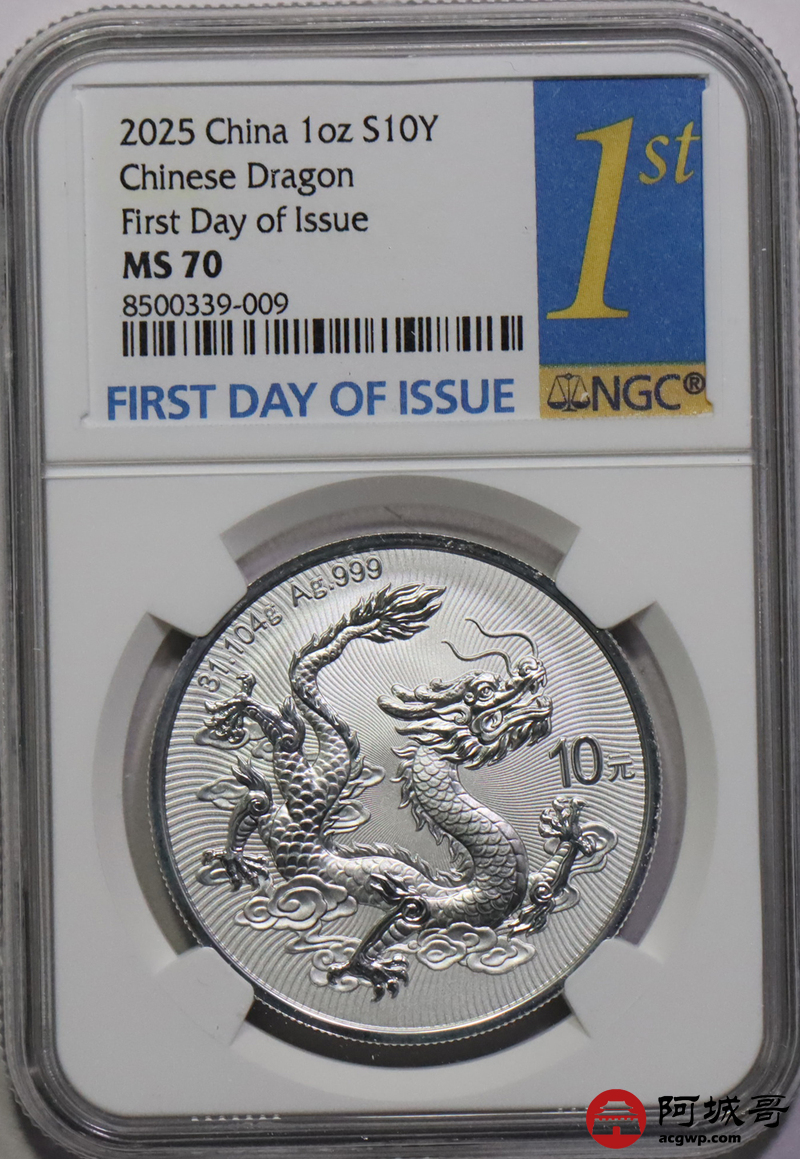 2025 China 1oz S10Y
Chinese Dragon
First Day of Issue
MS 70
8500339-009
FIRST DAY OF ISSUE
1st
NGC®
31.104g Ag.999
10元
阿城哥
acgwp.com